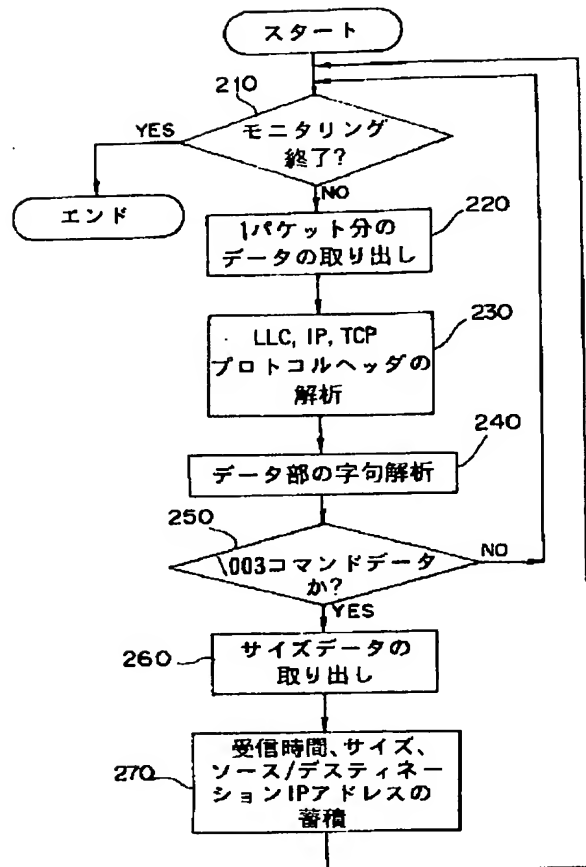 スタート
210
YES
モニタリング
終了?
NO
エンド
220
1パケット分の
データの取り出し
230
LLC, IP, TCP
プロトコルヘッダの
解析
240
データ部の字句解析
250
\003コマンドデータ
か?
NO
YES
260
サイズデータの
取り出し
270
受信時間、サイズ、
ソース/デスティネー
ションIPアドレスの
蓄積